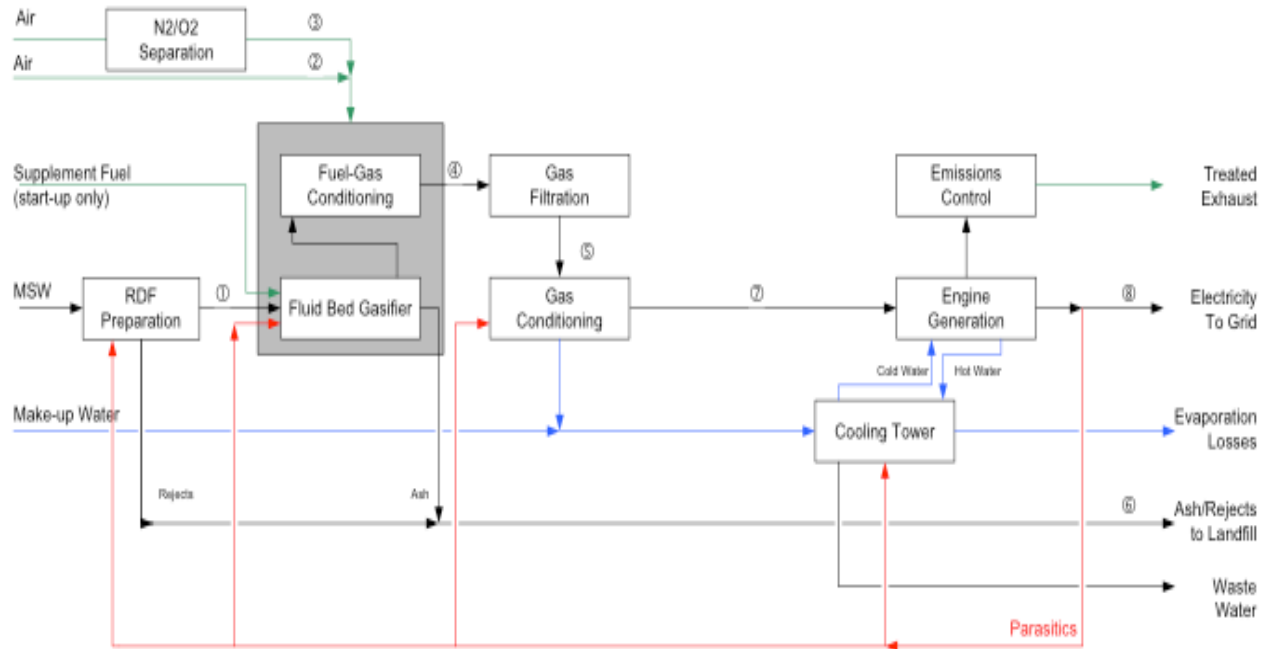 Air
N2/O2
Separation
③
Air
②
Supplement Fuel
(start-up only)
Fuel-Gas
Conditioning
④
Gas
Filtration
Emissions
Control
Treated
Exhaust
⑤
MSW
RDF
Preparation
①
Fluid Bed Gasifier
Gas
Conditioning
⑦
Engine
Generation
⑧
Electricity
To Grid
Cold Water
Hot Water
Make-up Water
Cooling Tower
Evaporation
Losses
Rejects
Ash
⑥
Ash/Rejects
to Landfill
Waste
Water
Parasitics